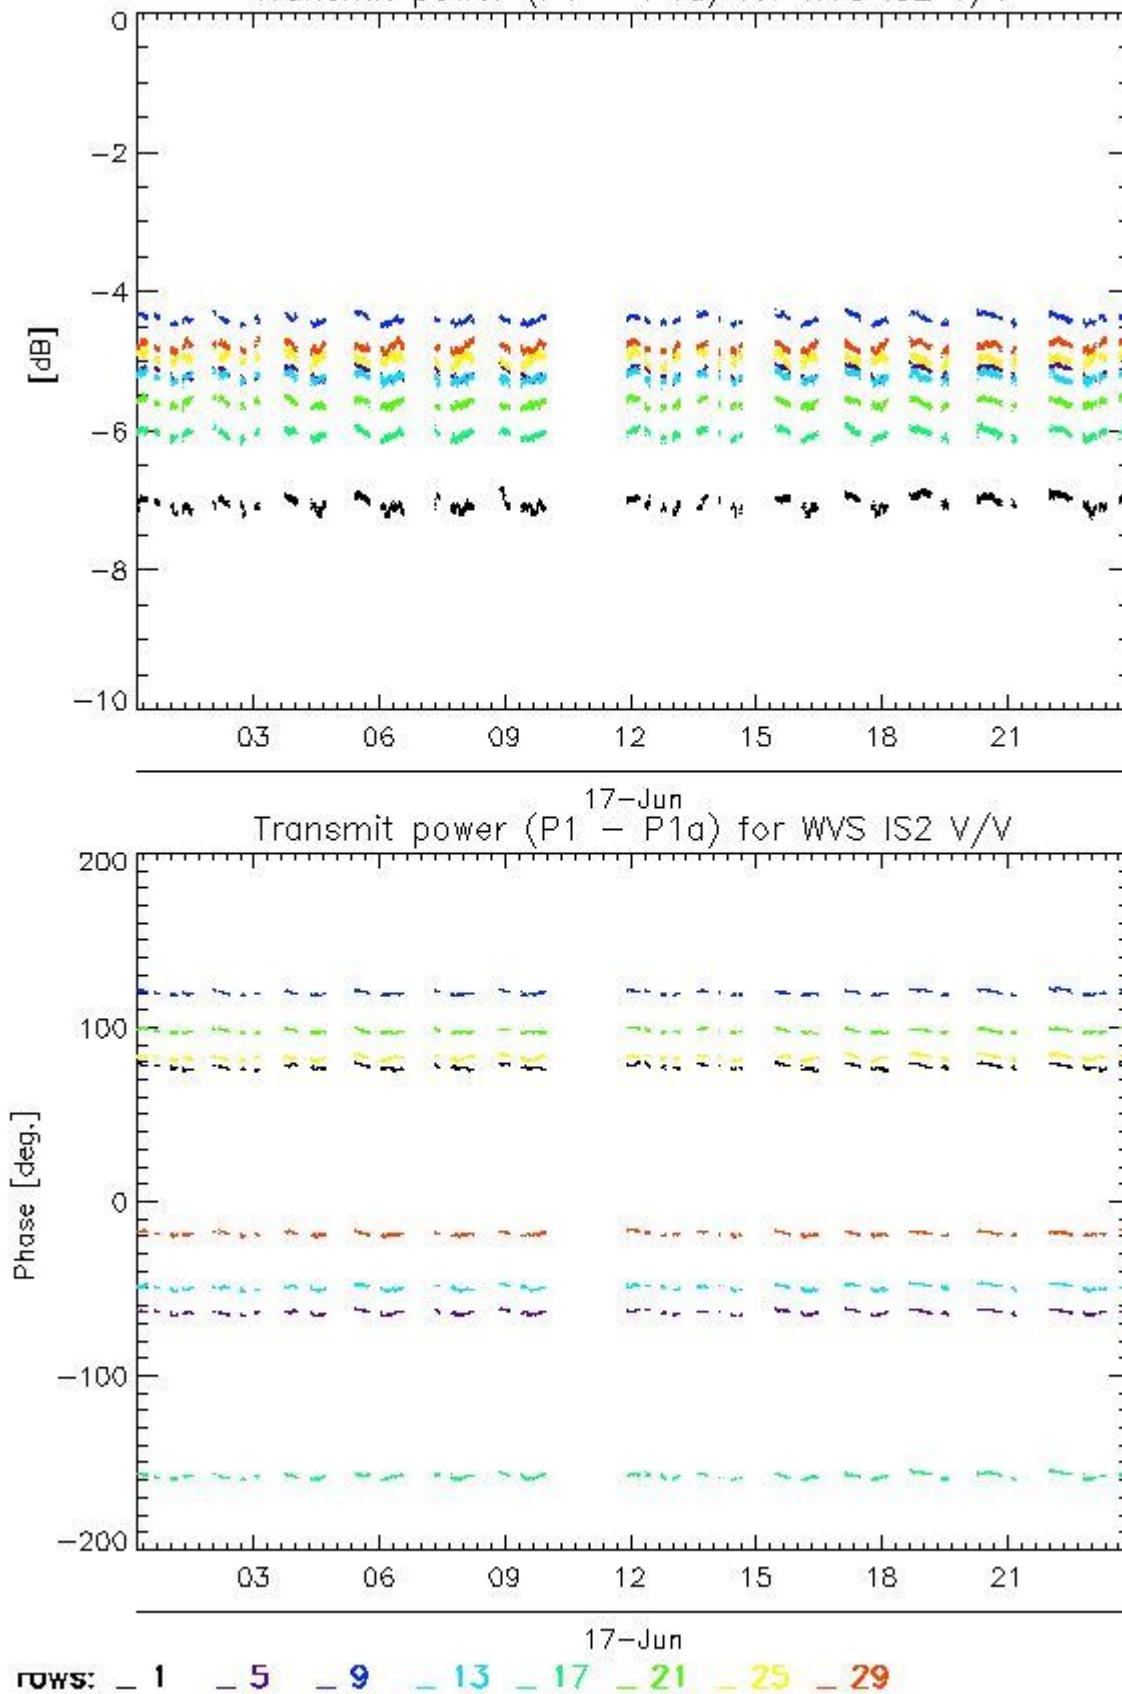 0
-2
-4
[dB]
-6
-8
-10
03 06 09 12 15 18 21
17-Jun
Transmit power (P1 - P1a) for WVS IS2 V/V
200
100
0
Phase [deg.]
-100
-200
03 06 09 12 15 18 21
17-Jun
rows: _ 1 _ 5 _ 9 _ 13 _ 17 _ 21 _ 25 _ 29